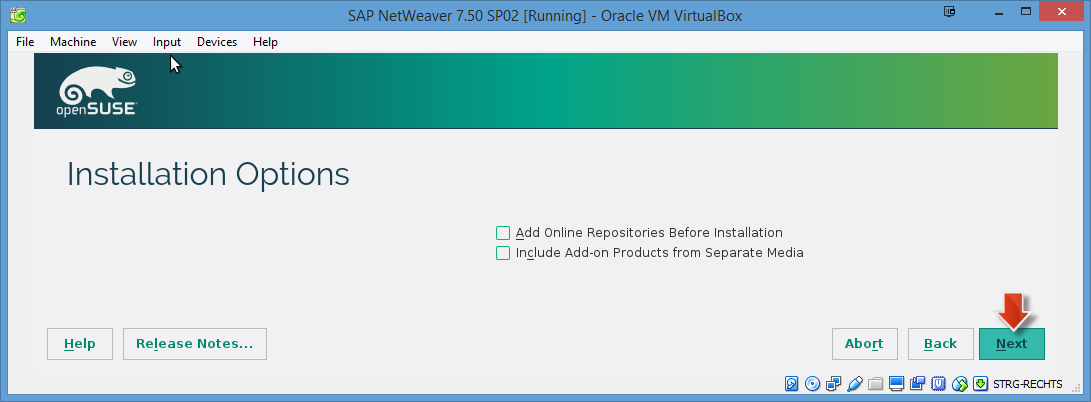 SAP NetWeaver 7.50 SP02 [Running] - Oracle VM VirtualBox
File Machine View Input Devices Help
openSUSE
Installation Options
Add Online Repositories Before Installation
Include Add-on Products from Separate Media
Help Release Notes... Abort Back Next
STRG-RECHTS